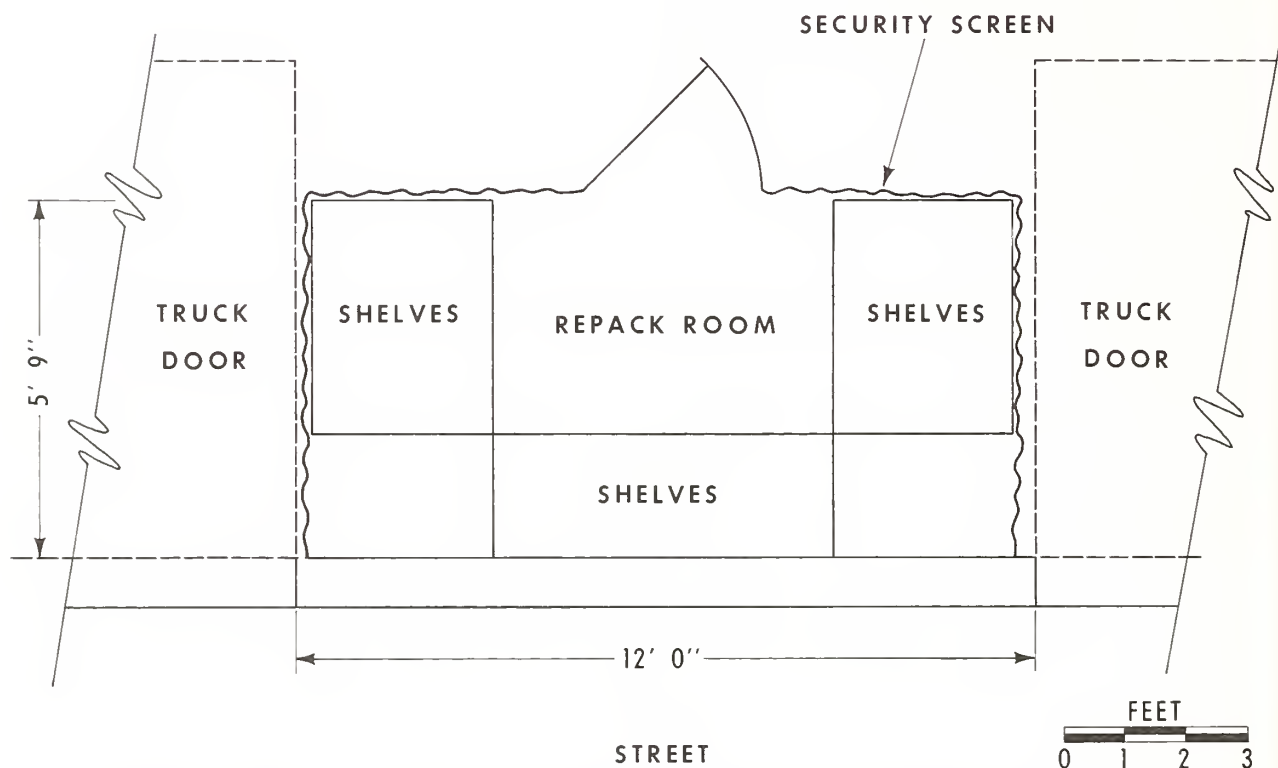 SECURITY SCREEN
TRUCK
DOOR
SHELVES
REPACK ROOM
SHELVES
TRUCK
DOOR
5' 9"
SHELVES
12' 0"
FEET
0 1 2 3
STREET